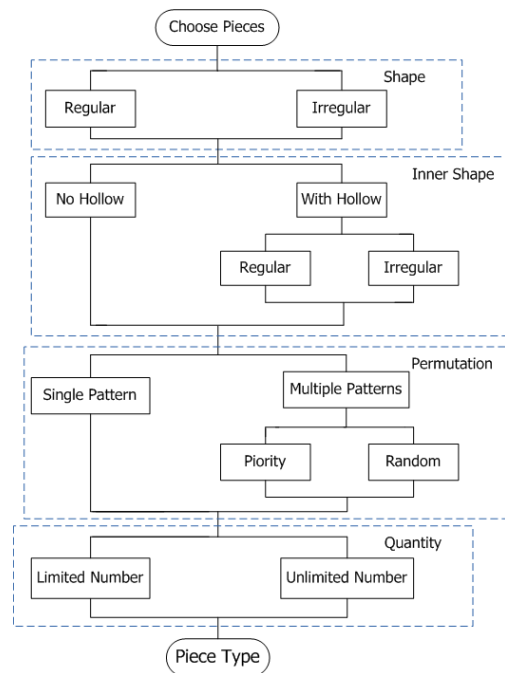 Choose Pieces
Shape
Regular
Irregular
Inner Shape
No Hollow
With Hollow
Regular
Irregular
Permutation
Single Pattern
Multiple Patterns
Piority
Random
Quantity
Limited Number
Unlimited Number
Piece Type